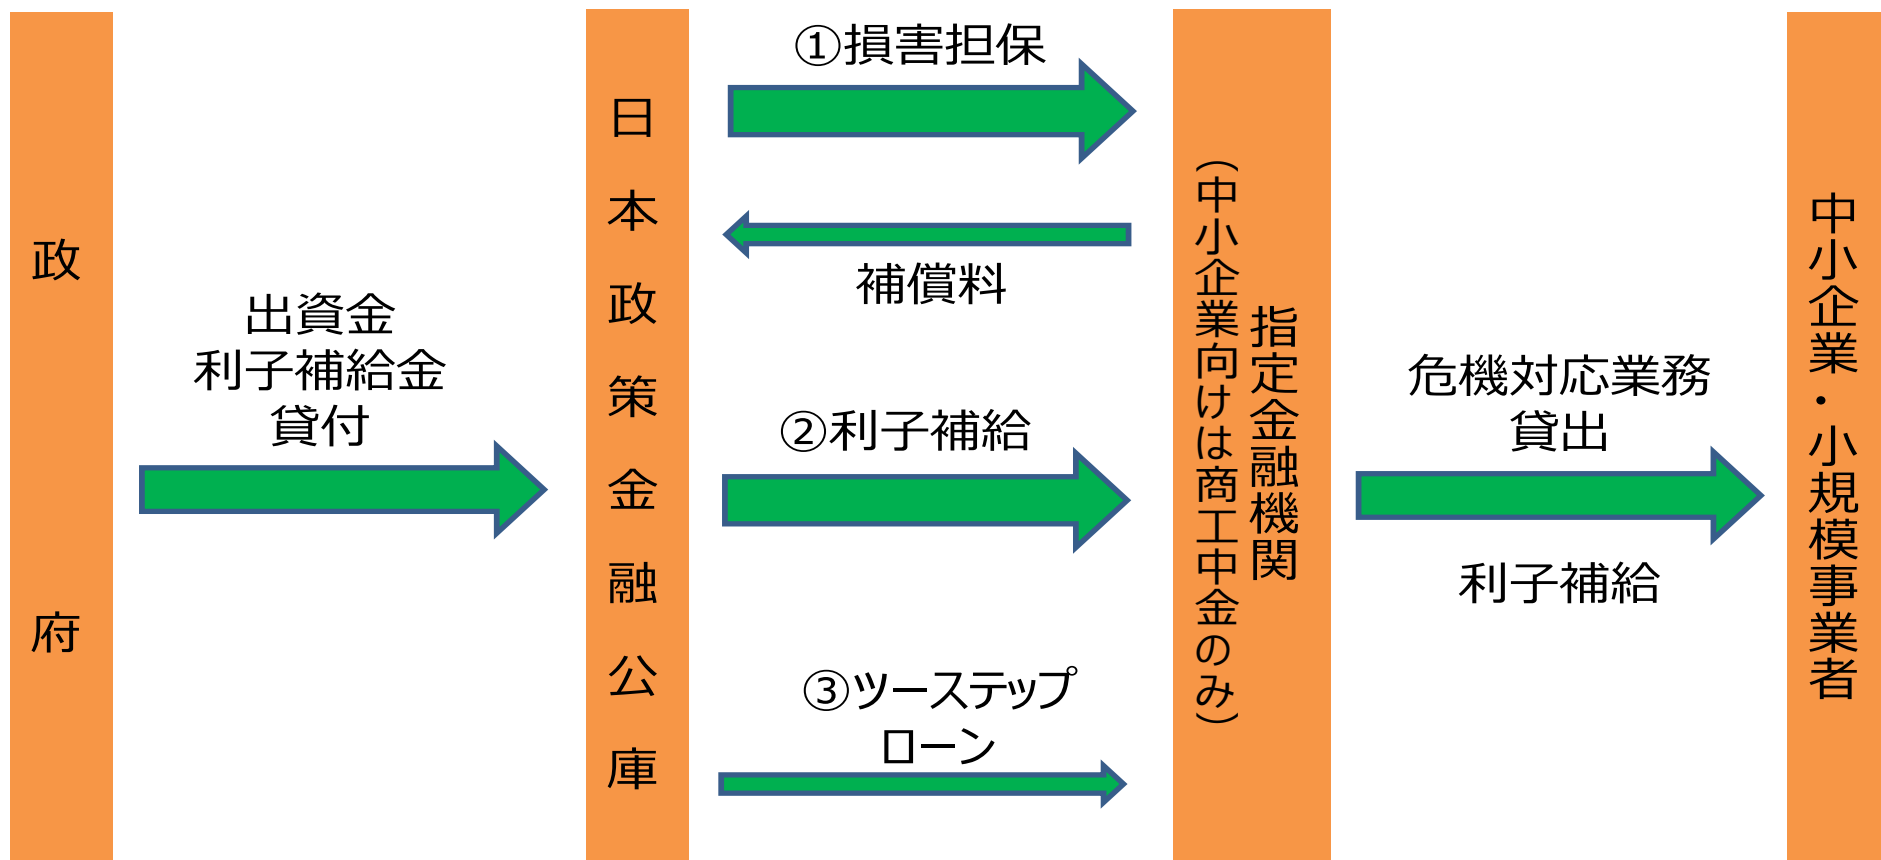 政府
出資金
利子補給金
貸付
日本政策金融公庫
①損害担保
補償料
②利子補給
③ツーステップ
ローン
指定金融機関
（中小企業向けは商工中金のみ）
危機対応業務
貸出
利子補給
中小企業・小規模事業者